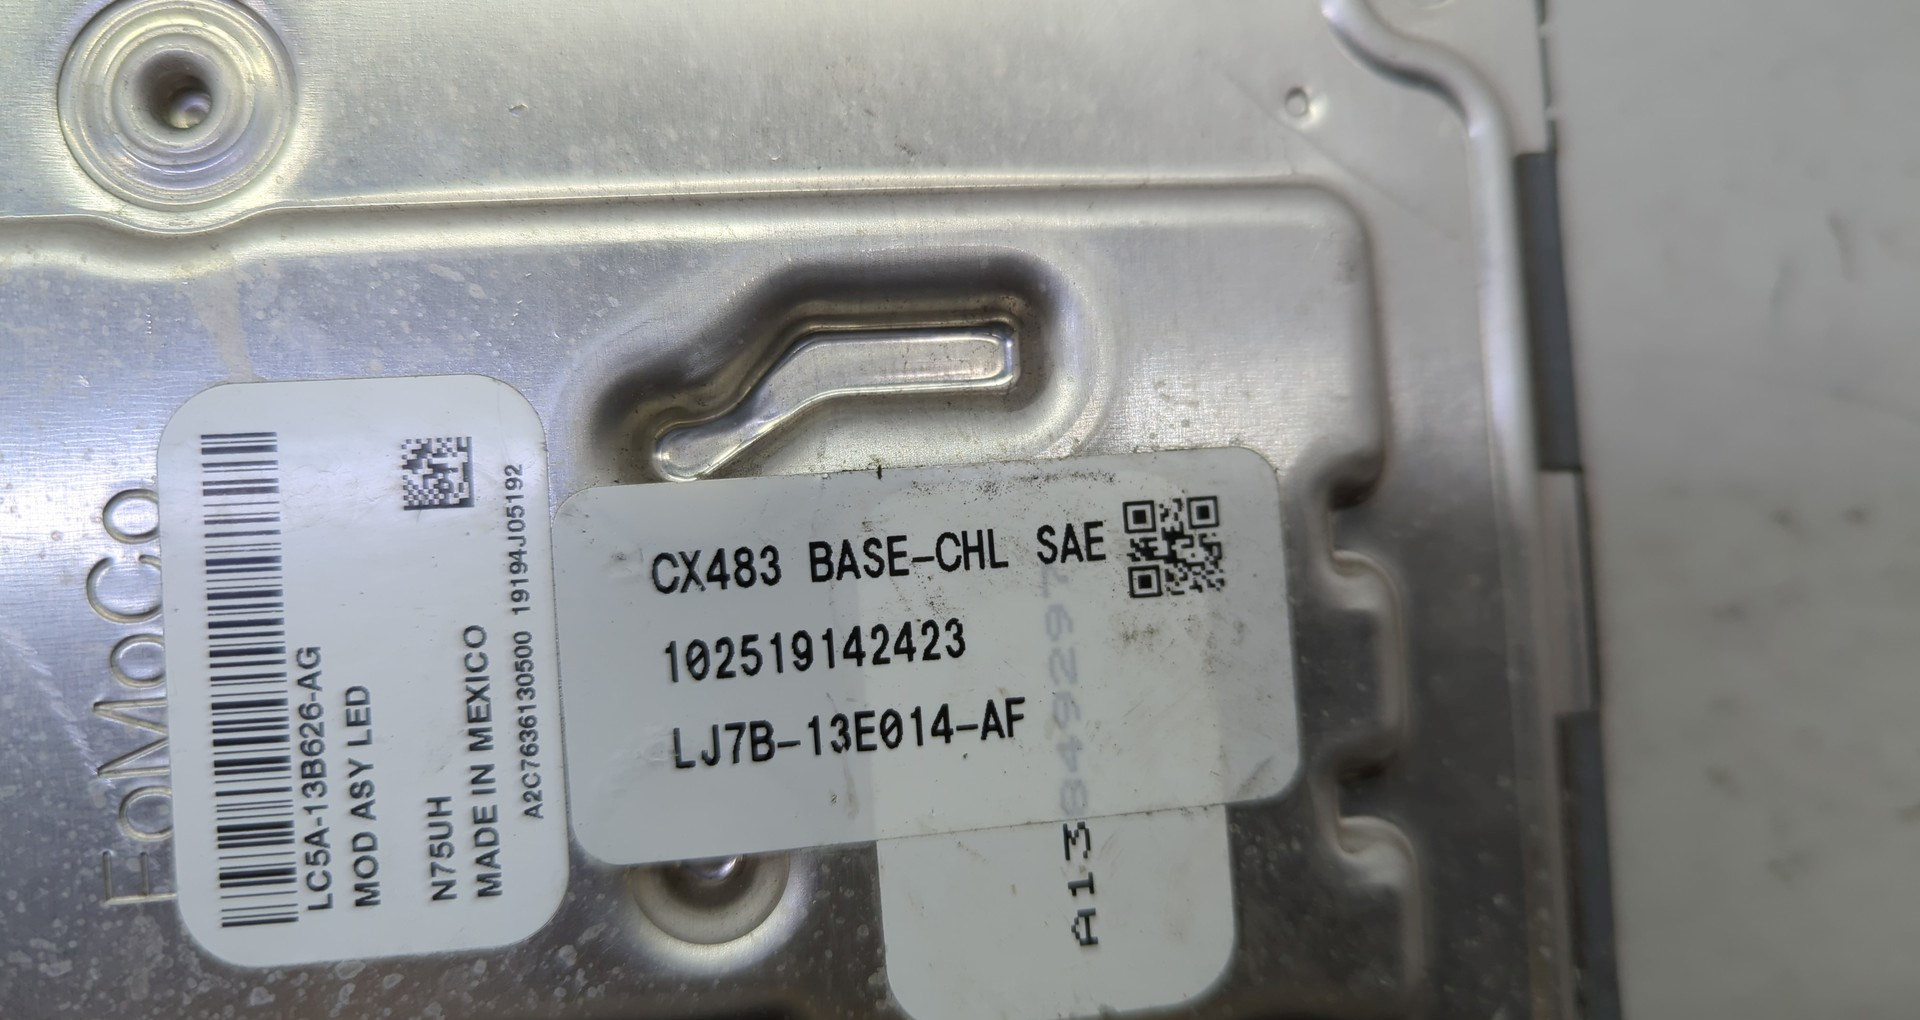 FoMoCo
LC5A-13B626-AG
MOD ASY LED
N75UH
MADE IN MEXICO
A2C7636130500 19194J05192
CX483 BASE-CHL SAE
102519142423
LJ7B-13E014-AF
A1384929